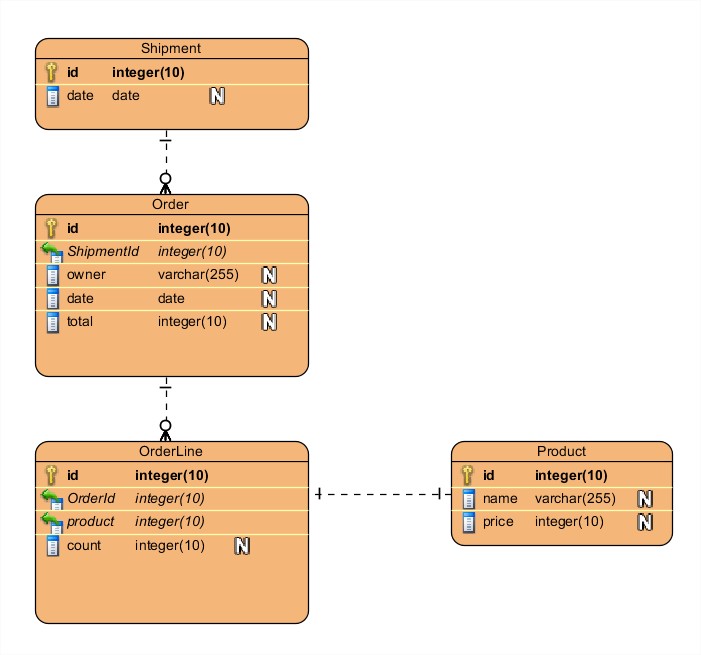 Shipment
id integer(10)
date date N
Order
id integer(10)
ShipmentId integer(10)
owner varchar(255) N
date date N
total integer(10) N
OrderLine
id integer(10)
OrderId integer(10)
product integer(10)
count integer(10) N
Product
id integer(10)
name varchar(255) N
price integer(10) N